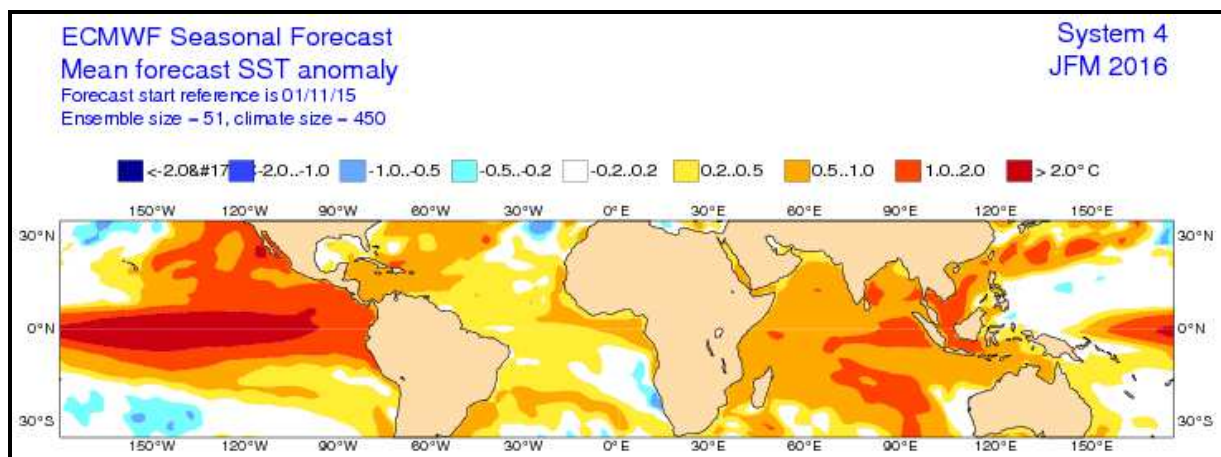 ECMWF Seasonal Forecast
System 4
Mean forecast SST anomaly
JFM 2016
Forecast start reference is 01/11/15
Ensemble size = 51, climate size = 450
<-2.0&#17 -2.0..-1.0 -1.0..-0.5 -0.5..-0.2 -0.2..0.2 0.2..0.5 0.5..1.0 1.0..2.0 > 2.0° C
150°W 120°W 90°W 60°W 30°W 0°E 30°E 60°E 90°E 120°E 150°E
30°N 30°N
0°N 0°N
30°S 30°S
150°W 120°W 90°W 60°W 30°W 0°E 30°E 60°E 90°E 120°E 150°E